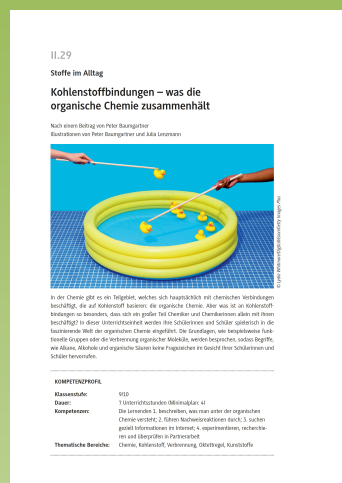 II.29
Stoffe im Alltag
Kohlenstoffbindungen – was die
organische Chemie zusammenhält
Nach einem Beitrag von Peter Baumgartner
Illustrationen von Peter Baumgartner und Julia Lenzmann
In der Chemie gibt es ein Teilgebiet, welches sich hauptsächlich mit chemischen Verbindungen
beschäftigt, die auf Kohlenstoff basieren: die organische Chemie. Aber was ist an Kohlenstoff-
bindungen so besonders, dass sich ein großer Teil Chemiker und Chemikerinnen allein mit ihnen
beschäftigt? In dieser Unterrichtseinheit werden Ihre Schülerinnen und Schüler spielerisch in die
faszinierende Welt der organischen Chemie eingeführt. Die Grundlagen, wie beispielsweise funk-
tionelle Gruppen oder die Verbrennung organischer Moleküle, werden besprochen, sodass Begriffe,
wie Alkane, Alkohole und organische Säuren keine Fragezeichen im Gesicht Ihrer Schülerinnen und
Schüler hervorrufen.
KOMPETENZPROFIL
Klassenstufe: 9/10
Dauer: 7 Unterrichtsstunden (Minimalplan: 4)
Kompetenzen: Die Lernenden 1. beschreiben, was man unter der organischen
Chemie versteht; 2. führen Nachweisreaktionen durch; 3. suchen
gezielt Informationen im Internet; 4. experimentieren, recherchie-
ren und überprüfen in Partnerarbeit
Thematische Bereiche: Chemie, Kohlenstoff, Verbrennung, Oktettregel, Kunststoffe